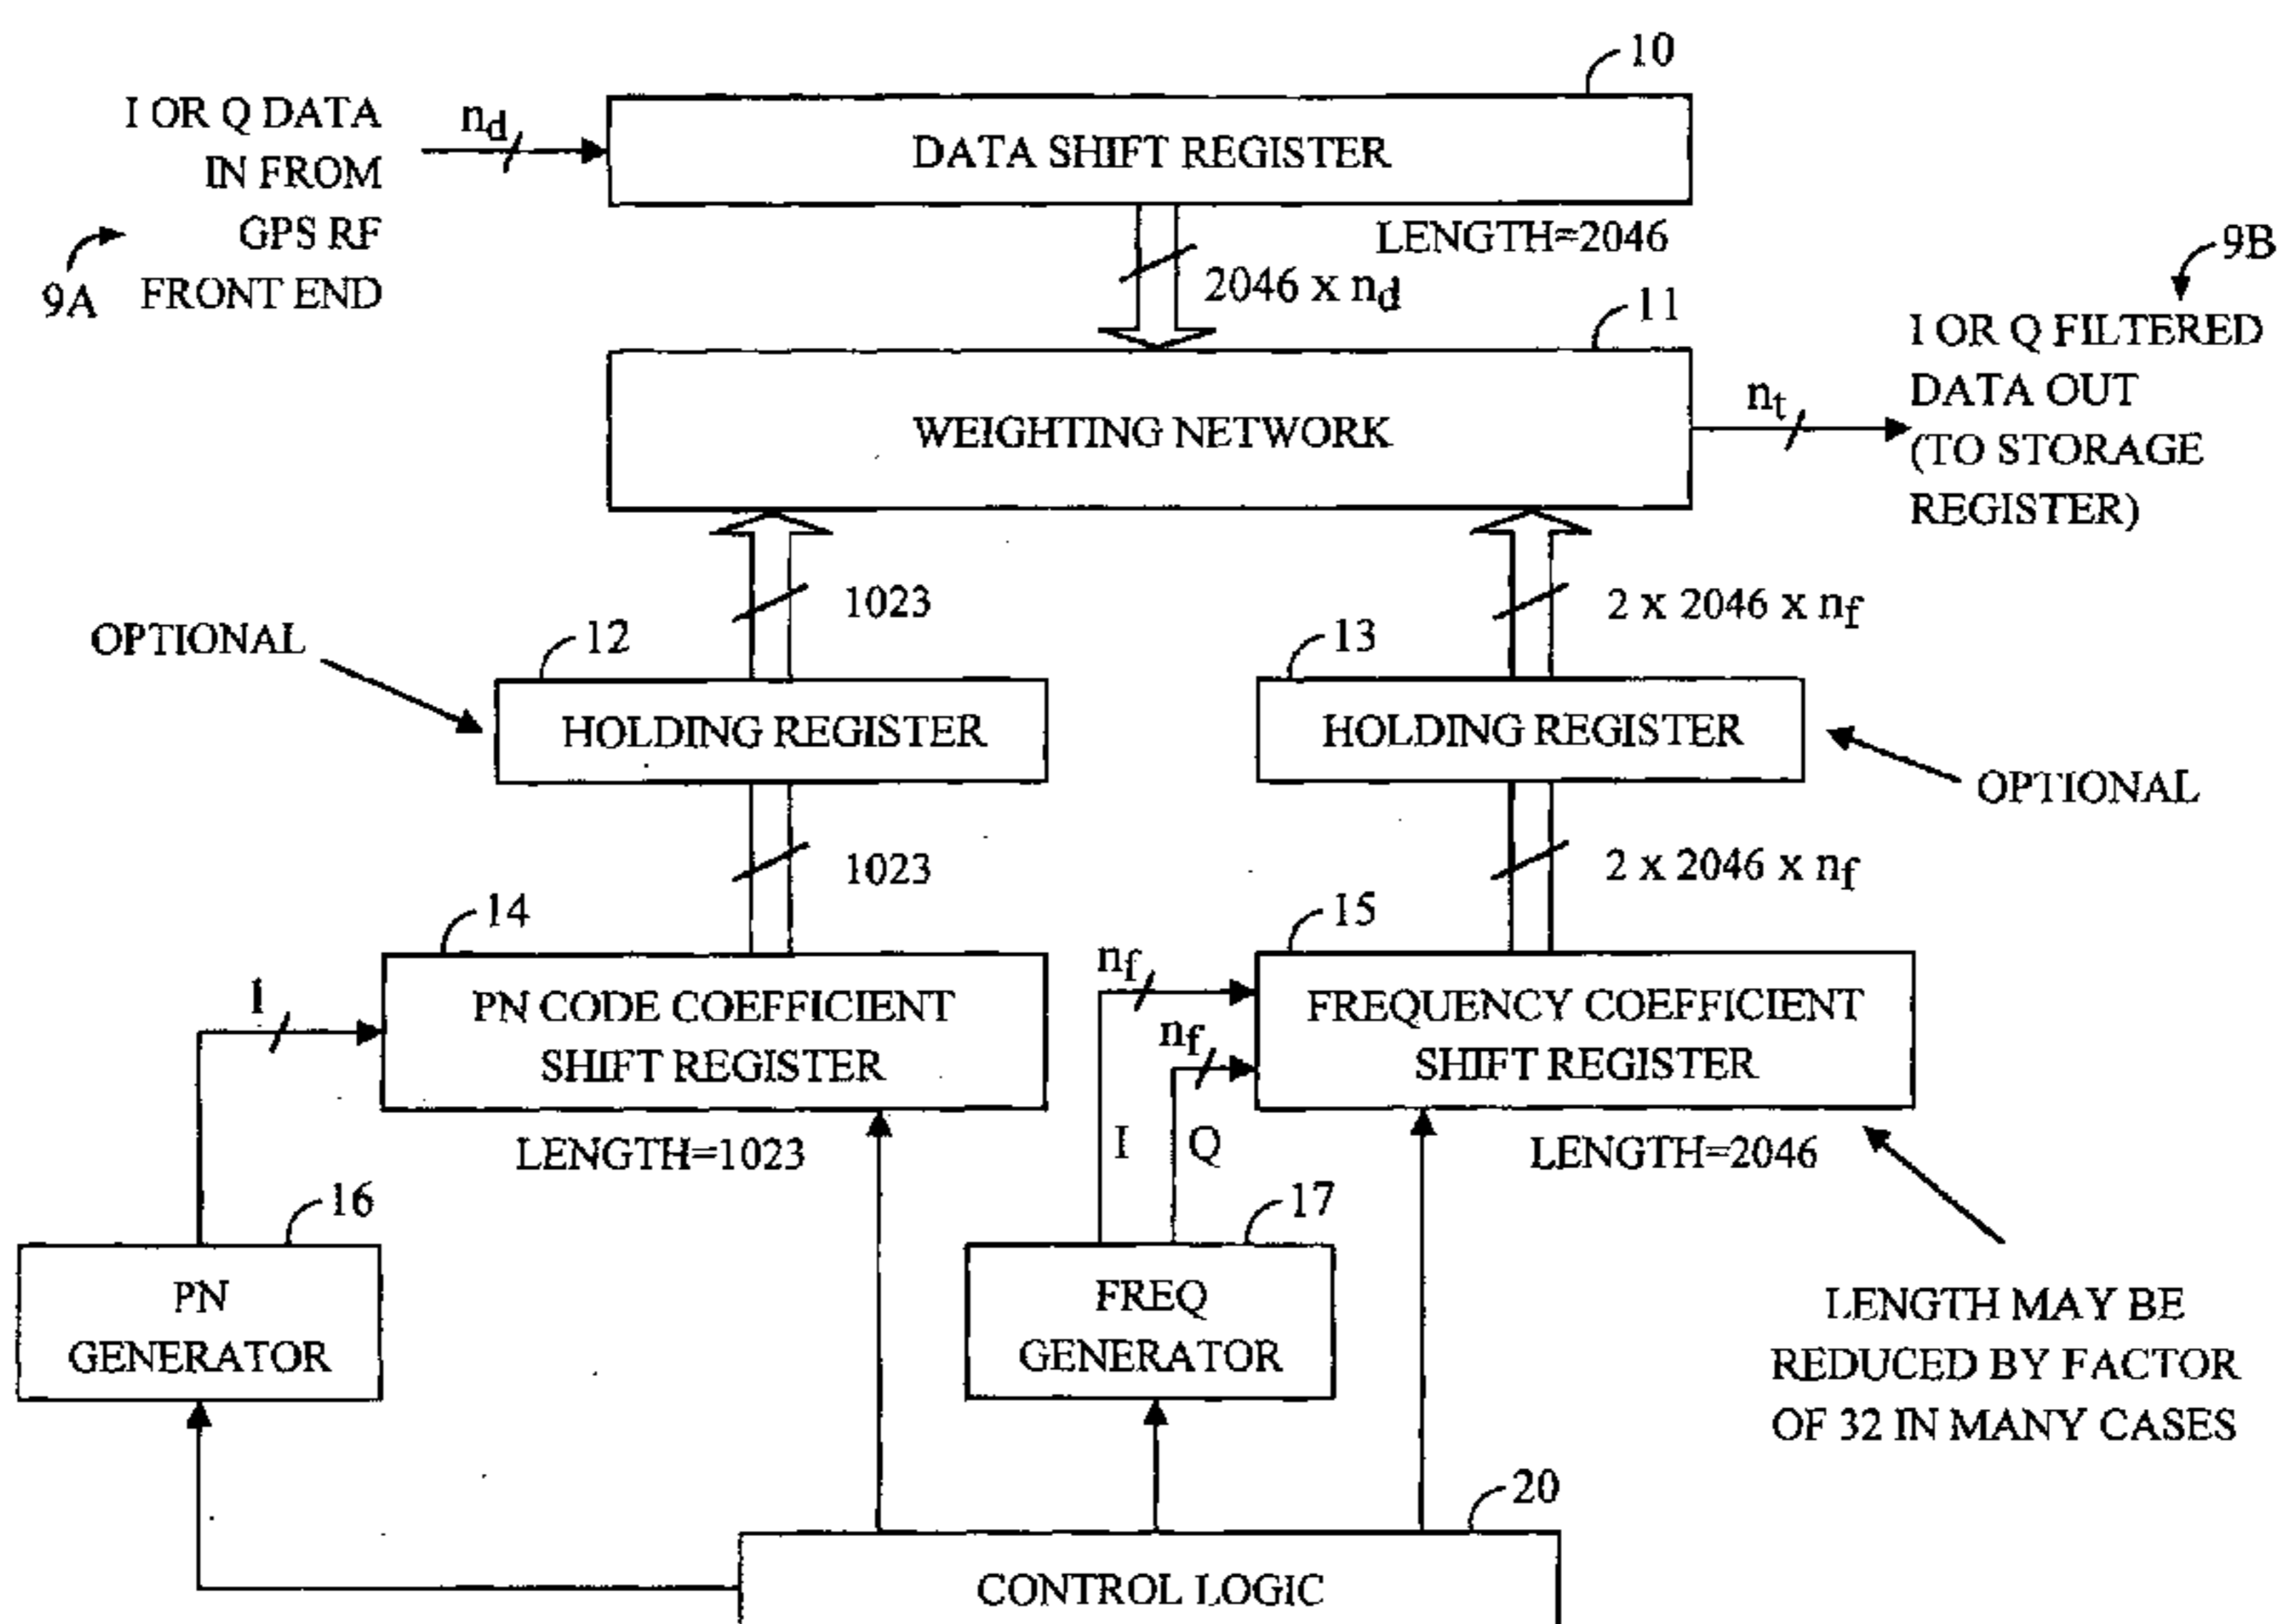 10
I OR Q DATA
IN FROM
GPS RF
FRONT END
9A
nd
DATA SHIFT REGISTER
LENGTH=2046
2046 x nd
9B
11
I OR Q FILTERED
DATA OUT
(TO STORAGE
REGISTER)
WEIGHTING NETWORK
nt
1023
2 x 2046 x nf
OPTIONAL
12
13
HOLDING REGISTER
HOLDING REGISTER
OPTIONAL
1023
2 x 2046 x nf
14
15
1
PN CODE COEFFICIENT
SHIFT REGISTER
nf
nf
FREQUENCY COEFFICIENT
SHIFT REGISTER
LENGTH=1023
I
Q
LENGTH=2046
16
17
PN
GENERATOR
FREQ
GENERATOR
LENGTH MAY BE
REDUCED BY FACTOR
OF 32 IN MANY CASES
20
CONTROL LOGIC